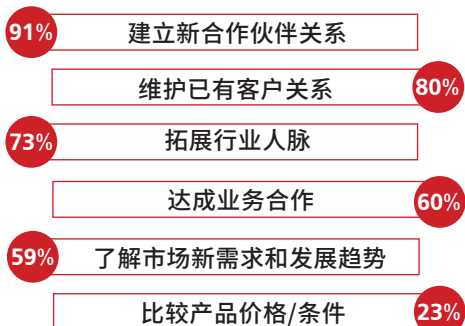 91% 建立新合作伙伴关系
维护已有客户关系 80%
73% 拓展行业人脉
达成业务合作 60%
59% 了解市场新需求和发展趋势
比较产品价格/条件 23%